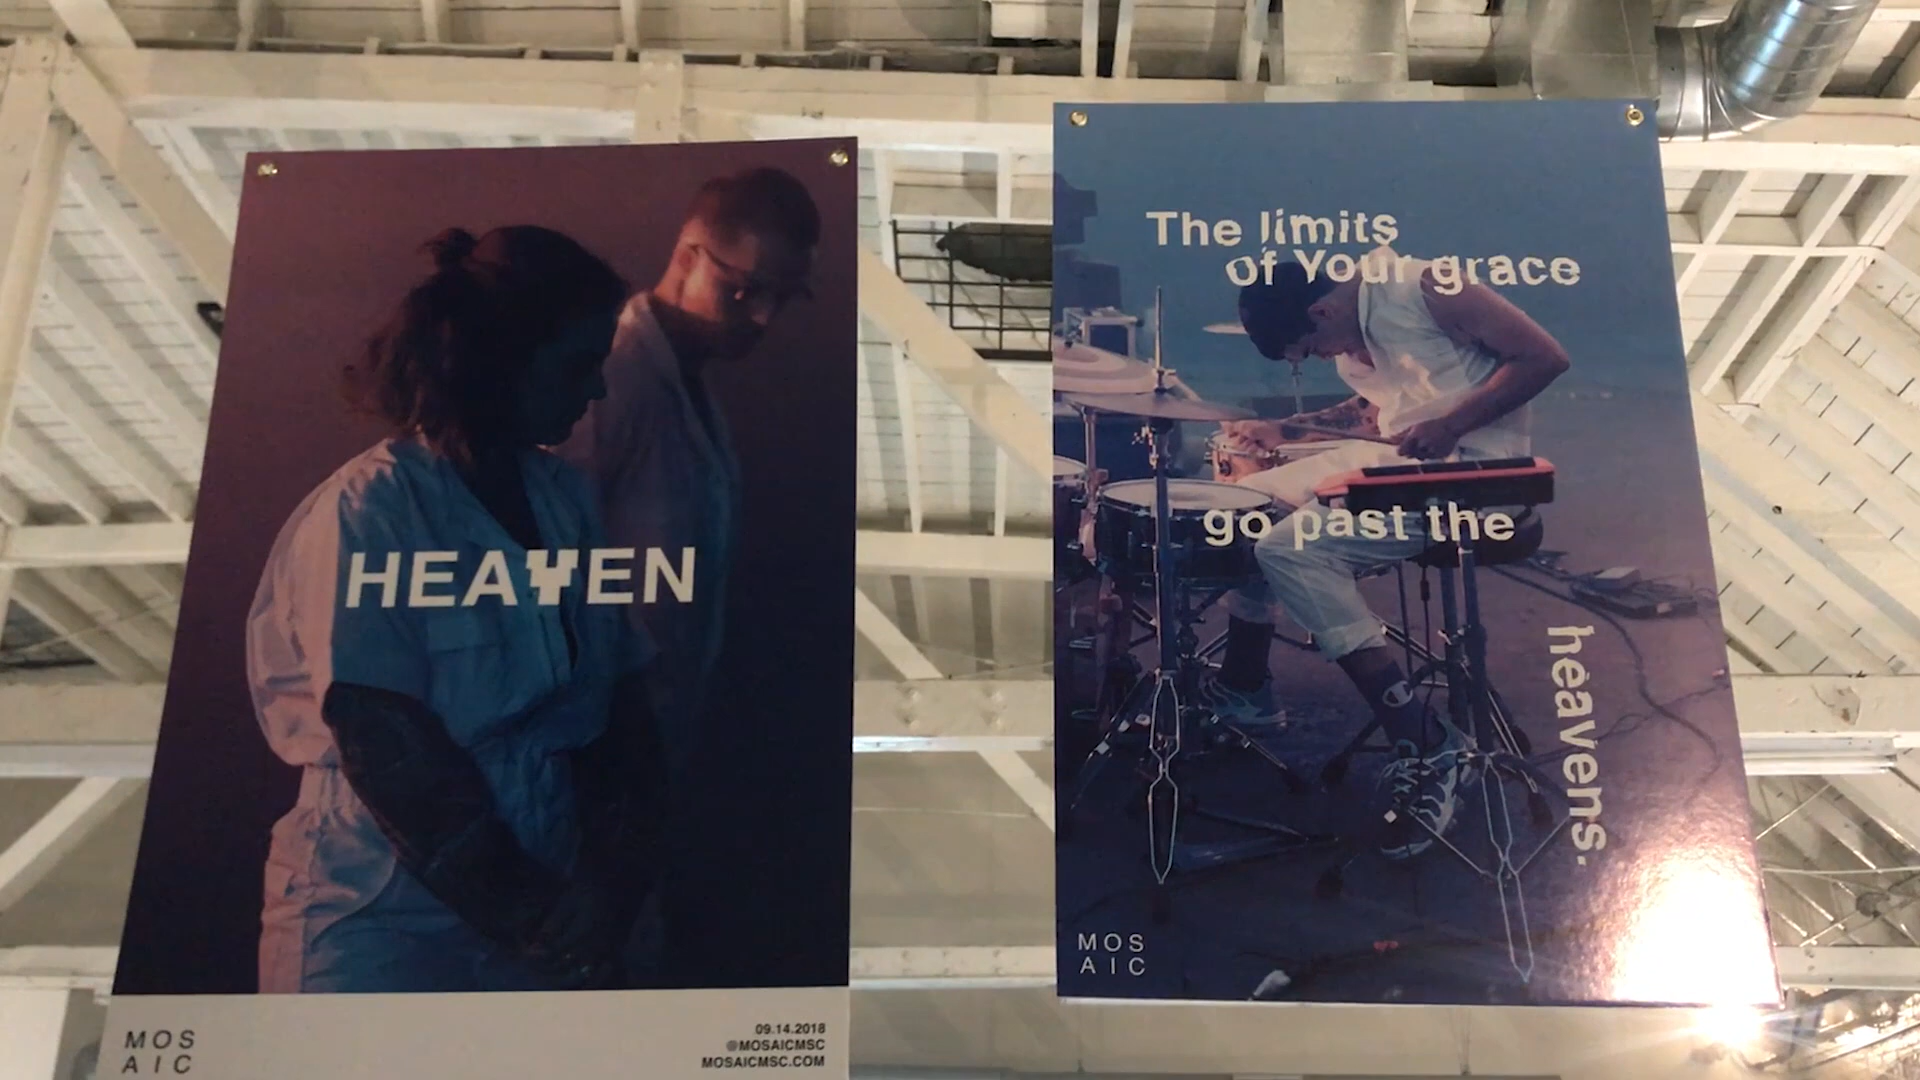 HEAVEN
MOS
AIC
09.14.2018
@MOSAICMSC
MOSAICMSC.COM
The limits
of Your grace
go past the
heavens.
MOS
AIC